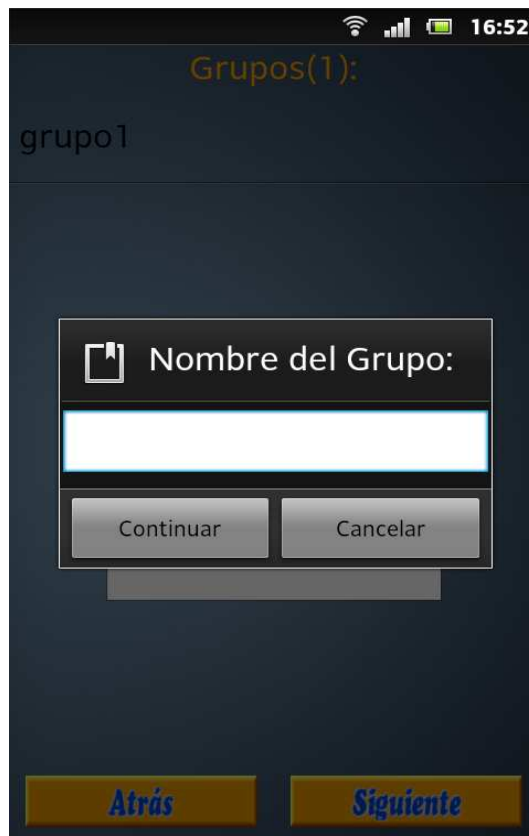 16:52
Grupos(1):
grupo1
Nombre del Grupo:
Continuar Cancelar
Atrás Siguiente